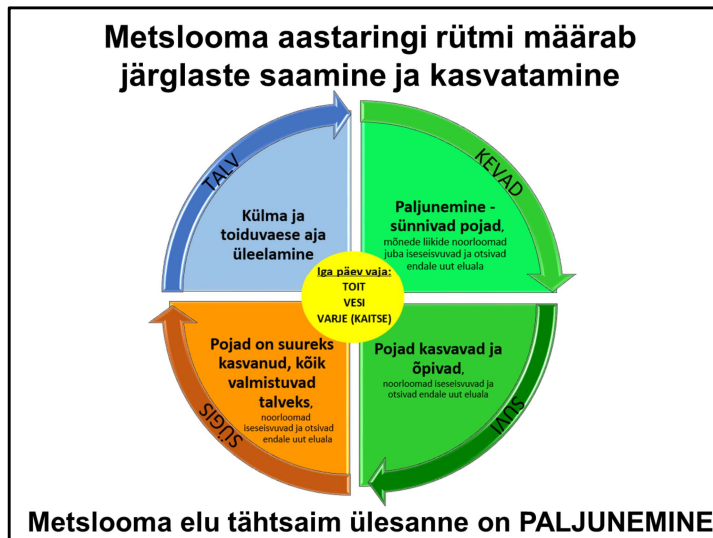 Metslooma aastaringi rütmi määrab
järglaste saamine ja kasvatamine
TALV
KEVAD
Külma ja
toiduvaese aja
üleelamine
Paljunemine -
sünnivad pojad,
mõnede liikide noorloomad
juba iseseisvuvad ja otsivad
endale uut eluala
Iga päev vaja:
TOIT
VESI
VARJE (KAITSE)
Pojad on suureks
kasvanud, kõik
valmistuvad
talveks,
noorloomad
iseseisvuvad ja otsivad
endale uut eluala
Pojad kasvavad ja
õpivad,
noorloomad iseseisvuvad ja
otsivad endale uut eluala
SÜGIS
SUVI
Metslooma elu tähtsaim ülesanne on PALJUNEMINE